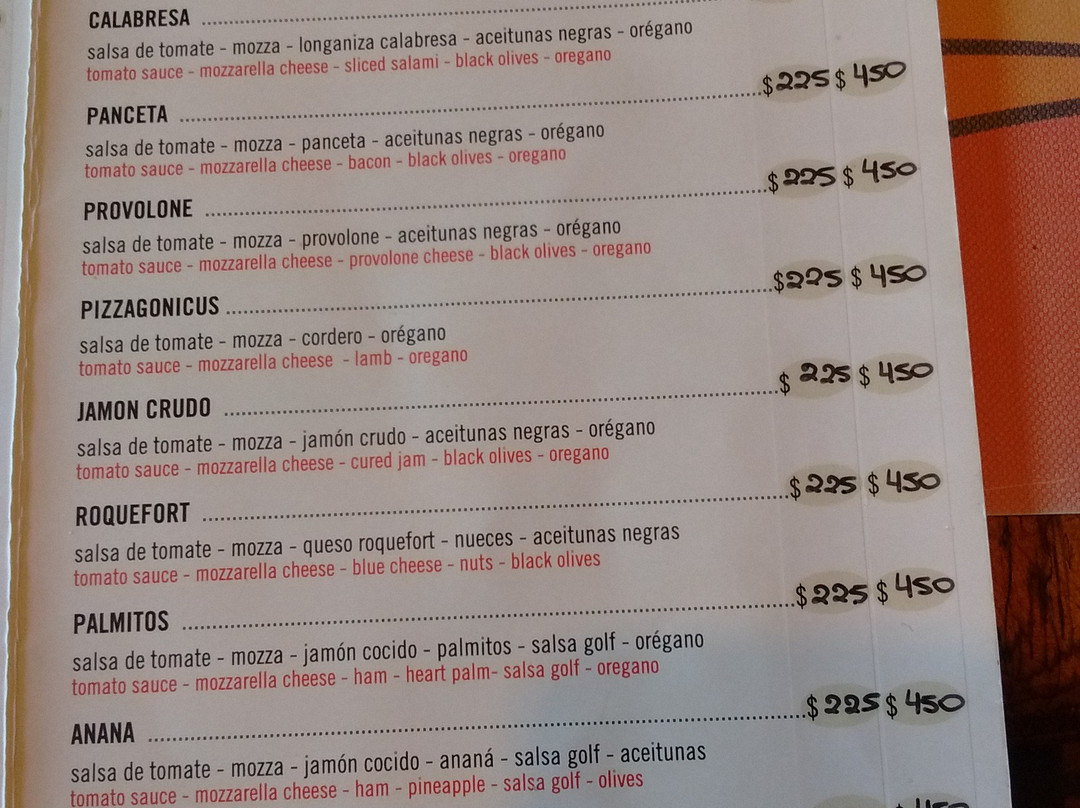 CALABRESA
salsa de tomate - mozza - longaniza calabresa - aceitunas negras - orégano
tomato sauce - mozzarella cheese - sliced salami - black olives - oregano
PANCETA $225 $450
salsa de tomate - mozza - panceta - aceitunas negras - orégano
tomato sauce - mozzarella cheese - bacon - black olives - oregano
PROVOLONE $225 $450
salsa de tomate - mozza - provolone - aceitunas negras - orégano
tomato sauce - mozzarella cheese - provolone cheese - black olives - oregano
PIZZAGONICUS $225 $450
salsa de tomate - mozza - cordero - orégano
tomato sauce - mozzarella cheese - lamb - oregano
JAMON CRUDO $225 $450
salsa de tomate - mozza - jamón crudo - aceitunas negras - orégano
tomato sauce - mozzarella cheese - cured jam - black olives - oregano
ROQUEFORT $225 $450
salsa de tomate - mozza - queso roquefort - nueces - aceitunas negras
tomato sauce - mozzarella cheese - blue cheese - nuts - black olives
PALMITOS $225 $450
salsa de tomate - mozza - jamón cocido - palmitos - salsa golf - orégano
tomato sauce - mozzarella cheese - ham - heart palm- salsa golf - oregano
ANANA $225 $450
salsa de tomate - mozza - jamón cocido - ananá - salsa golf - aceitunas
tomato sauce - mozzarella cheese - ham - pineapple - salsa golf - olives